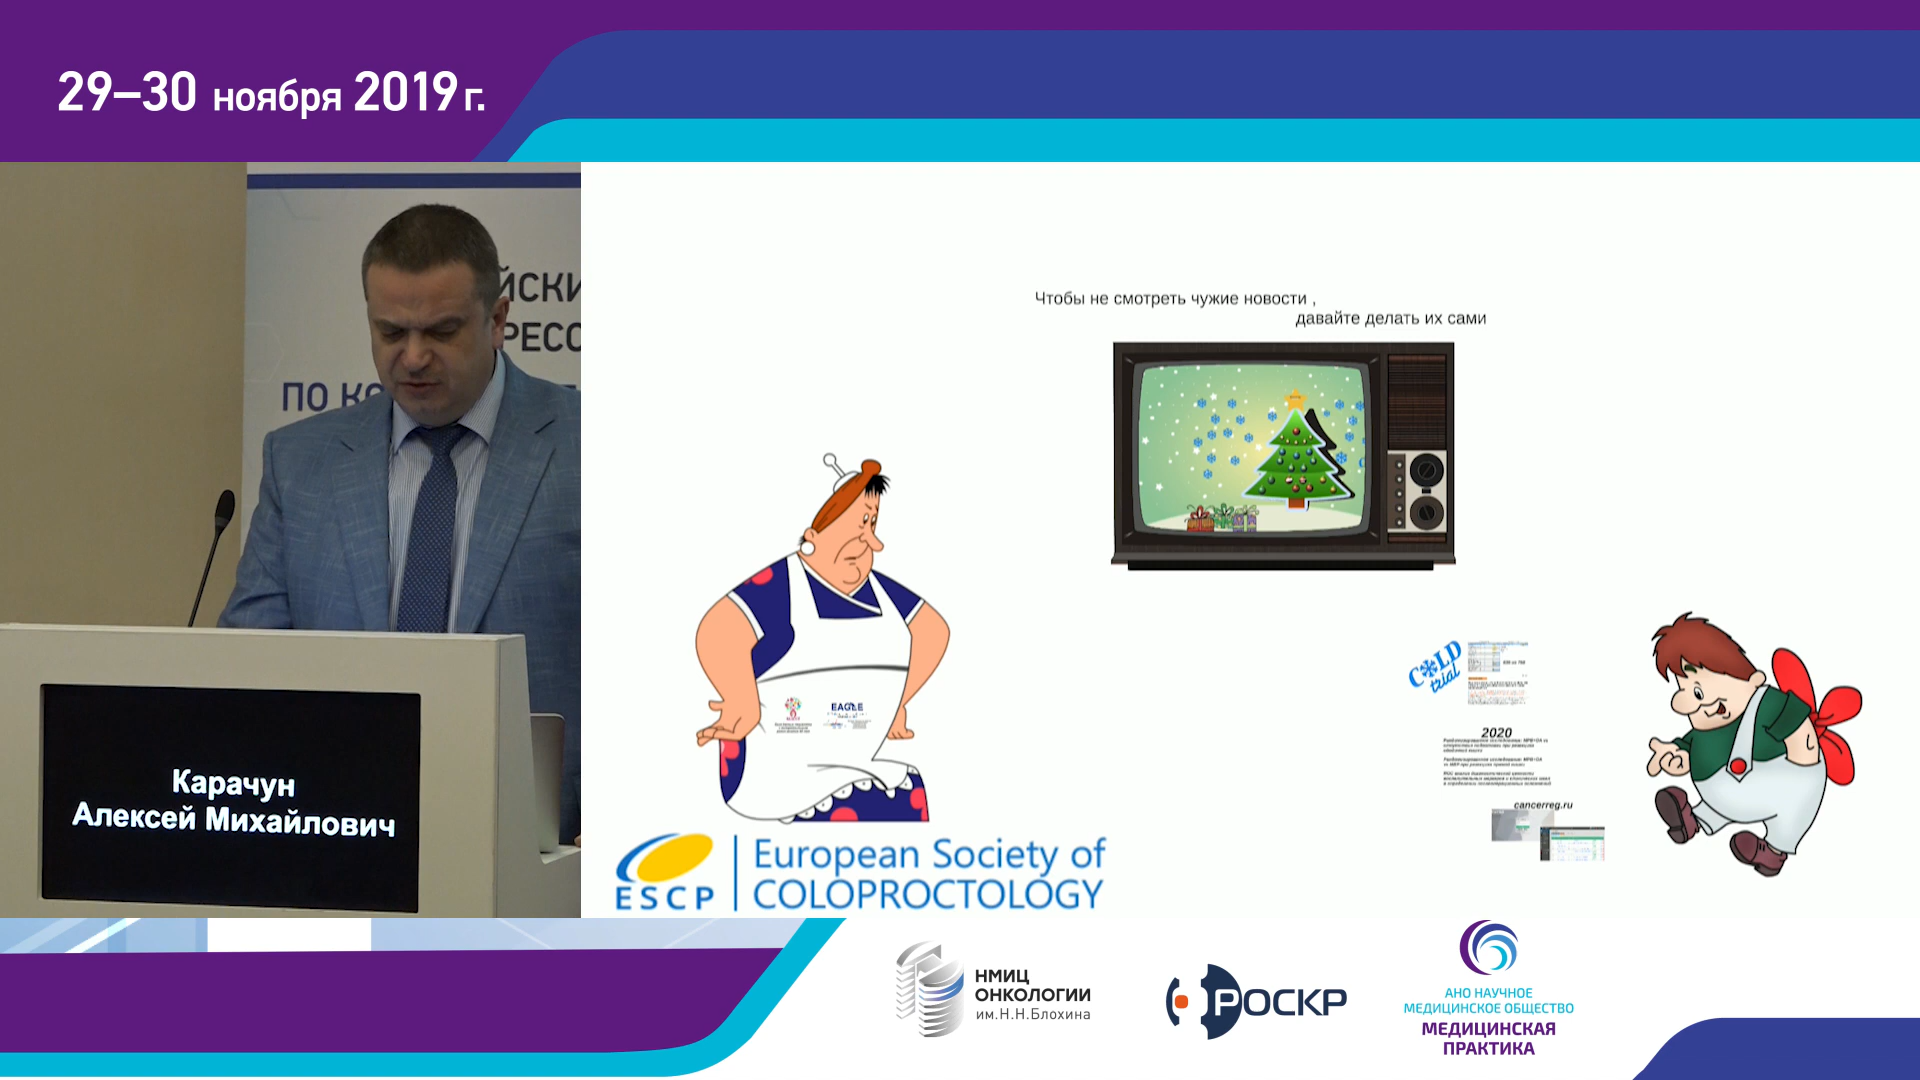 29–30 ноября 2019 г.
ЙСКИ
РЕСС
ПО КО
Карачун
Алексей Михайлович
Чтобы не смотреть чужие новости ,
давайте делать их сами
EAGLE
COLD
trial
2020
cancerreg.ru
ESCP
European Society of
COLOPROCTOLOGY
НМИЦ
ОНКОЛОГИИ
им.Н.Н.Блохина
РОСКР
АНО НАУЧНОЕ
МЕДИЦИНСКОЕ ОБЩЕСТВО
МЕДИЦИНСКАЯ
ПРАКТИКА